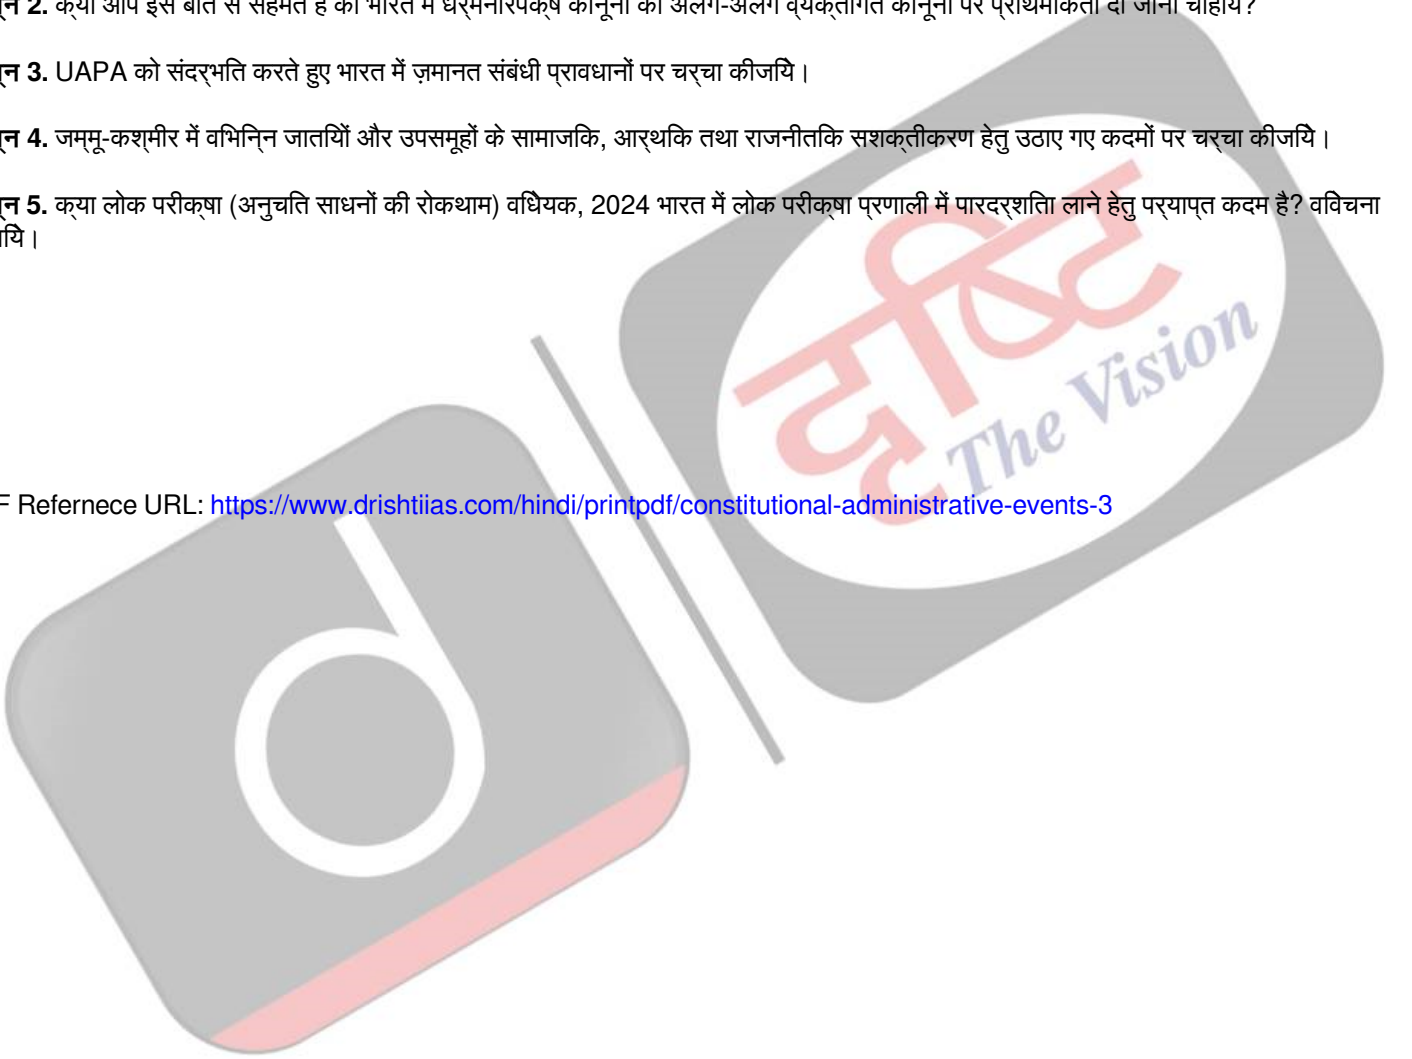 न 2. क्या आप इस बात से सहमत हैं कि भारत में धर्मनिरपेक्ष कानूनों को अलग-अलग व्यक्तिगत कानूनों पर प्राथमिकता दी जानी चाहिये?
न 3. UAPA को संदर्भित करते हुए भारत में ज़मानत संबंधी प्रावधानों पर चर्चा कीजिये।
न 4. जम्मू-कश्मीर में विभिन्न जातियों और उपसमूहों के सामाजिक, आर्थिक तथा राजनीतिक सशक्तीकरण हेतु उठाए गए कदमों पर चर्चा कीजिये।
न 5. क्या लोक परीक्षा (अनुचित साधनों की रोकथाम) विधेयक, 2024 भारत में लोक परीक्षा प्रणाली में पारदर्शिता लाने हेतु पर्याप्त कदम है? विवेचना
जिये।
दृष्टि
The Vision
F Refernece URL: https://www.drishtiias.com/hindi/printpdf/constitutional-administrative-events-3